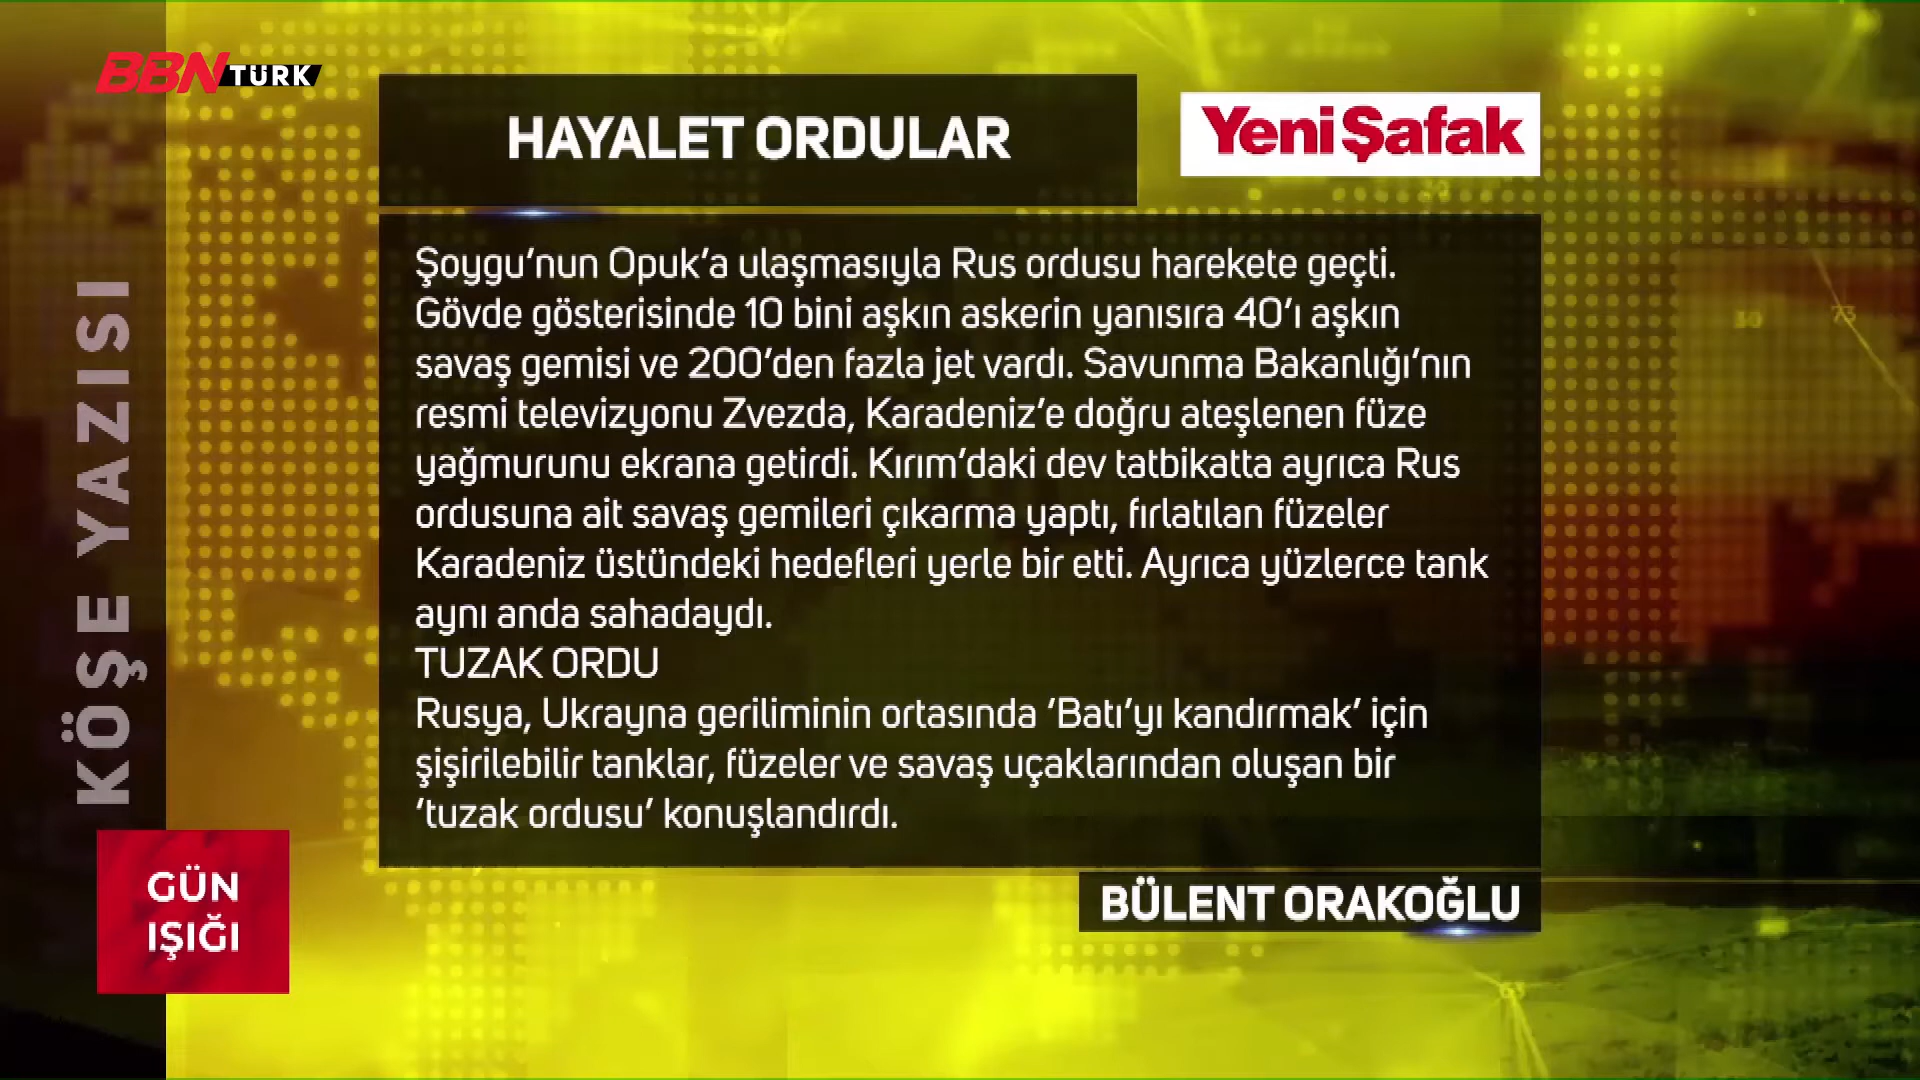 BBN TÜRK
HAYALET ORDULAR
Yeni Şafak
KÖŞE YAZISI
Şoygu'nun Opuk'a ulaşmasıyla Rus ordusu harekete geçti.
Gövde gösterisinde 10 bini aşkın askerin yanısıra 40'ı aşkın
savaş gemisi ve 200'den fazla jet vardı. Savunma Bakanlığı'nın
resmi televizyonu Zvezda, Karadeniz'e doğru ateşlenen füze
yağmurunu ekrana getirdi. Kırım'daki dev tatbikatta ayrıca Rus
ordusuna ait savaş gemileri çıkarma yaptı, fırlatılan füzeler
Karadeniz üstündeki hedefleri yerle bir etti. Ayrıca yüzlerce tank
aynı anda sahadaydı.
TUZAK ORDU
Rusya, Ukrayna geriliminin ortasında 'Batı'yı kandırmak' için
şişirilebilir tanklar, füzeler ve savaş uçaklarından oluşan bir
'tuzak ordusu' konuşlandırdı.
BÜLENT ORAKOĞLU
GÜN
IŞIĞI
30
73
63